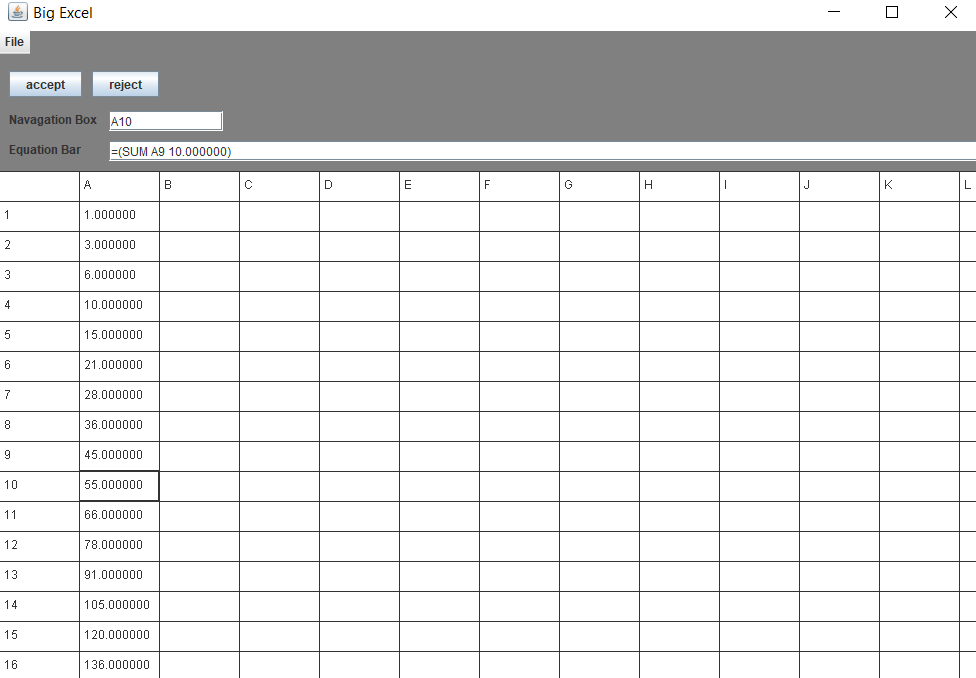 Big Excel
File
accept reject
Navagation Box A10
Equation Bar =(SUM A9 10.000000)
A B C D E F G H I J K L
1 1.000000
2 3.000000
3 6.000000
4 10.000000
5 15.000000
6 21.000000
7 28.000000
8 36.000000
9 45.000000
10 55.000000
11 66.000000
12 78.000000
13 91.000000
14 105.000000
15 120.000000
16 136.000000